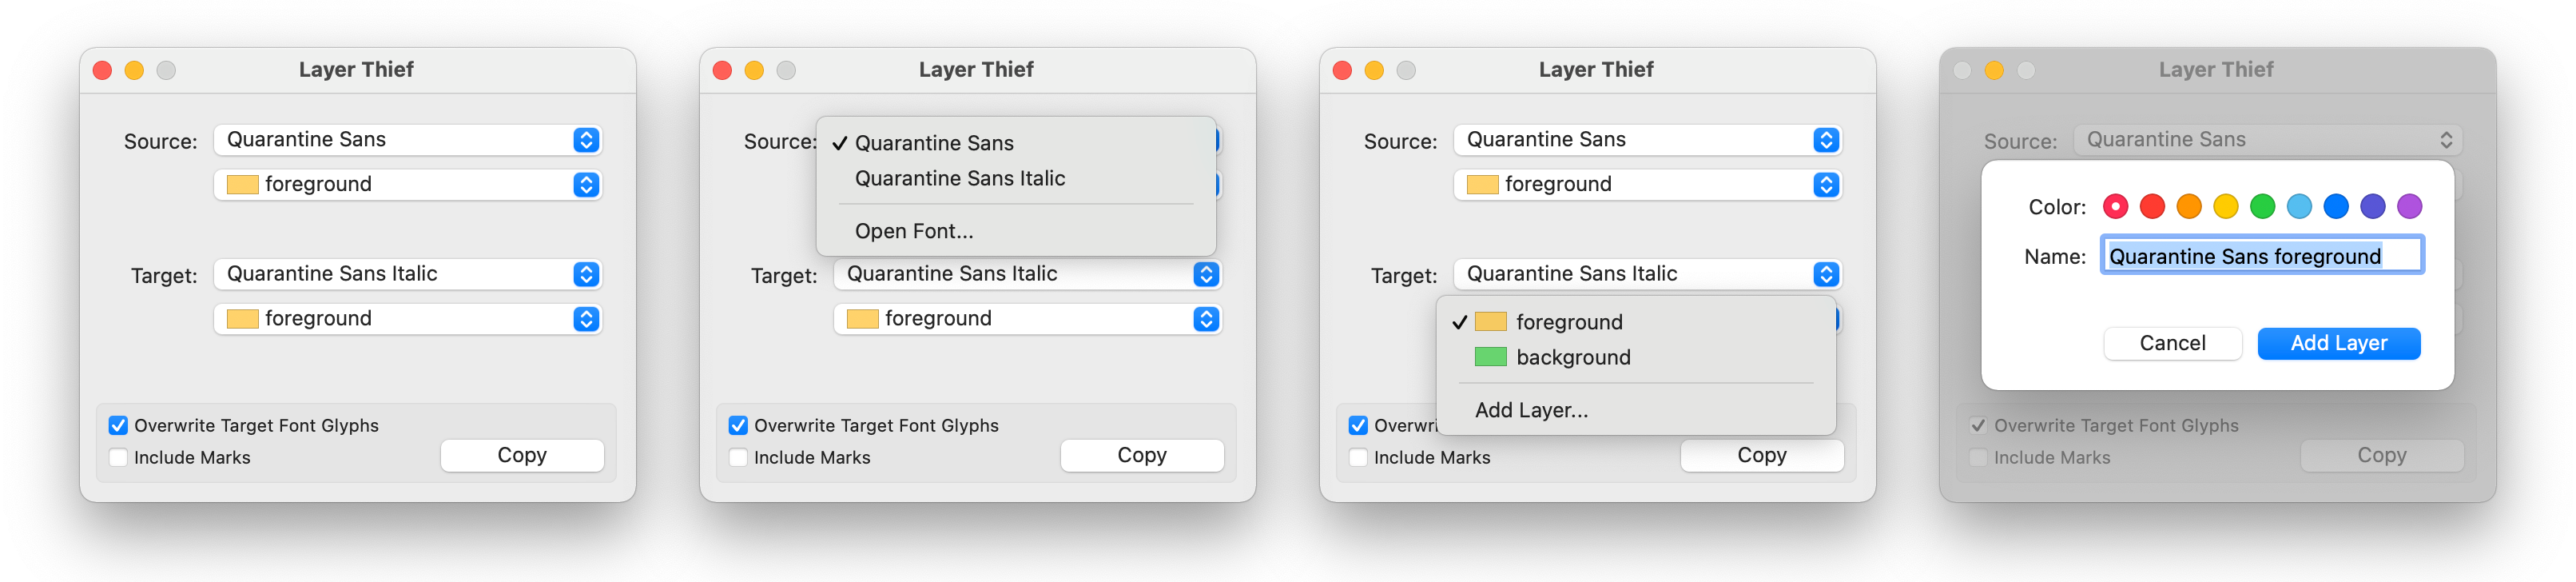 Layer Thief
Source: Quarantine Sans
foreground
Target: Quarantine Sans Italic
foreground
Overwrite Target Font Glyphs
Include Marks
Copy
Layer Thief
Source: Quarantine Sans
Quarantine Sans Italic
Open Font...
Target: Quarantine Sans Italic
foreground
Overwrite Target Font Glyphs
Include Marks
Copy
Layer Thief
Source: Quarantine Sans
foreground
Target: Quarantine Sans Italic
foreground
background
Add Layer...
Overwri
Include Marks
Copy
Layer Thief
Source: Quarantine Sans
Color:
Name: Quarantine Sans foreground
Cancel Add Layer
Overwrite Target Font Glyphs
Include Marks
Copy